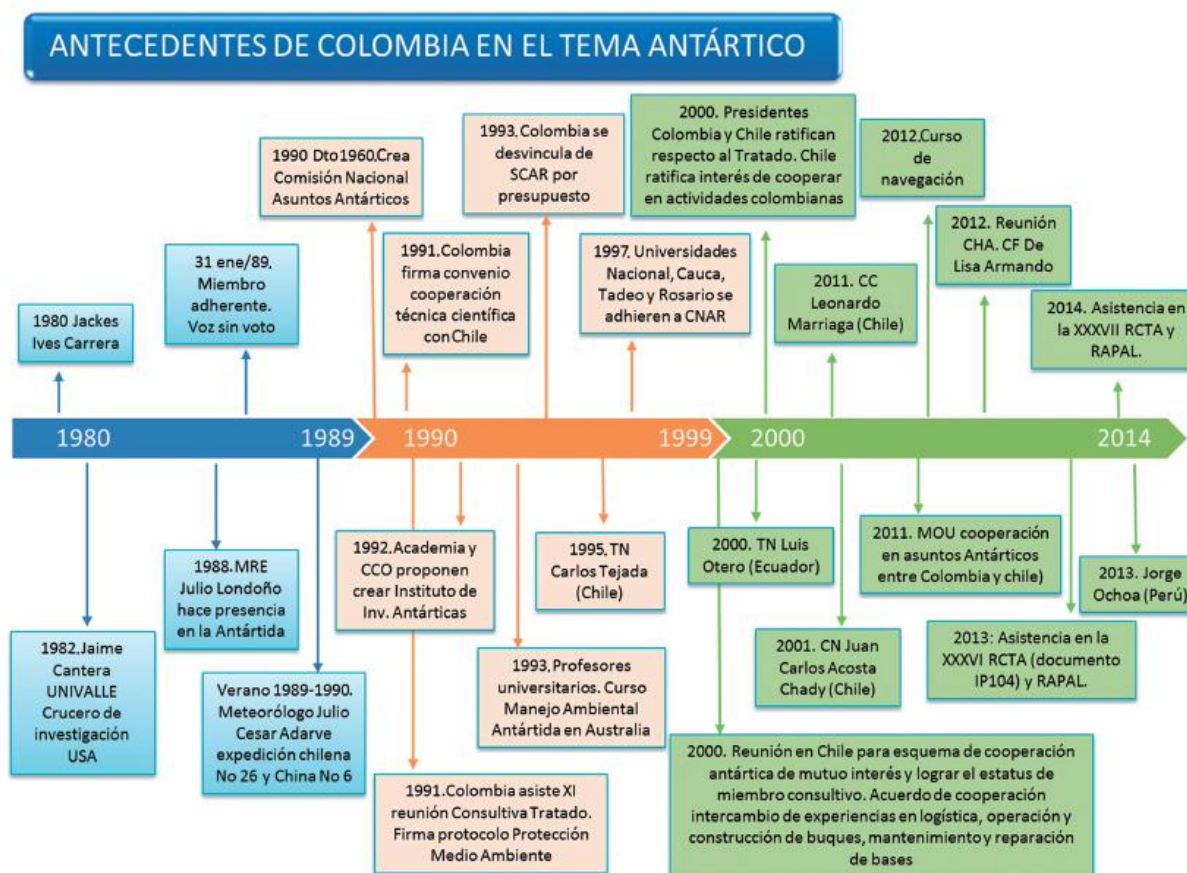 ANTECEDENTES DE COLOMBIA EN EL TEMA ANTÁRTICO
1980 Jackes
Ives Carrera
31 ene/89.
Miembro
adherente.
Voz sin voto
1990 Dto 1960.Crea
Comisión Nacional
Asuntos Antárticos
1991.Colombia
firma convenio
cooperación
técnica científica
con Chile
1993.Colombia se
desvincula de
SCAR por
presupuesto
1997. Universidades
Nacional, Cauca,
Tadeo y Rosario se
adhieren a CNAR
2000. Presidentes
Colombia y Chile ratifican
respecto al Tratado. Chile
ratifica interés de cooperar
en actividades colombianas
2011. CC
Leonardo
Marriaga (Chile)
2012.Curso
de
navegación
2012. Reunión
CHA. CF De
Lisa Armando
2014. Asistencia en
la XXXVII RCTA y
RAPAL.
1980
1989
1990
1999
2000
2014
1982.Jaime
Cantera
UNIVALLE
Crucero de
investigación
USA
1988. MRE
Julio Londoño
hace presencia
en la Antártida
Verano 1989-1990.
Meteorólogo Julio
Cesar Adarve
expedición chilena
No 26 y China No 6
1992.Academia y
CCO proponen
crear Instituto de
Inv. Antárticas
1991.Colombia asiste XI
reunión Consultiva Tratado.
Firma protocolo Protección
Medio Ambiente
1993. Profesores
universitarios. Curso
Manejo Ambiental
Antártida en Australia
1995. TN
Carlos Tejada
(Chile)
2000. TN Luis
Otero (Ecuador)
2001. CN Juan
Carlos Acosta
Chady (Chile)
2000. Reunión en Chile para esquema de cooperación
antártica de mutuo interés y lograr el estatus de
miembro consultivo. Acuerdo de cooperación
intercambio de experiencias en logística, operación y
construcción de buques, mantenimiento y reparación
de bases
2011. MOU cooperación
en asuntos Antárticos
entre Colombia y chile)
2013: Asistencia en la
XXXVI RCTA (documento
IP104) y RAPAL.
2013. Jorge
Ochoa (Perú)